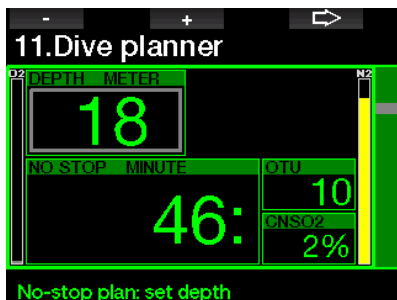 - +
11.Dive planner
O2 DEPTH METER N2
18
NO STOP MINUTE OTU
10
46:
CNSO2
2%
No-stop plan: set depth